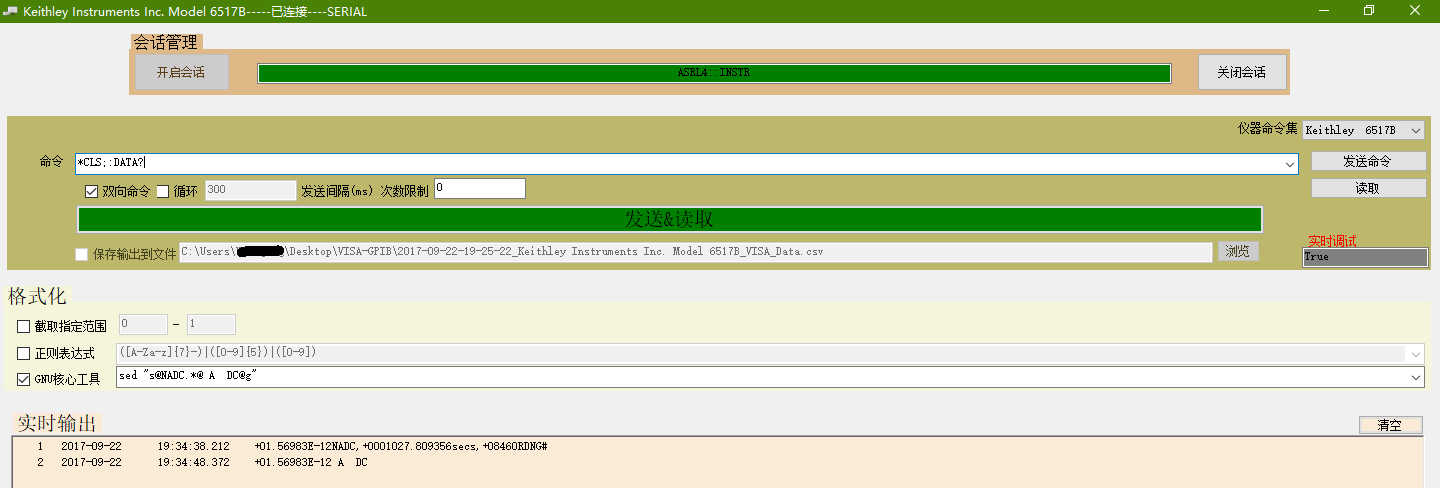 Keithley Instruments Inc. Model 6517B-----已连接----SERIAL
会话管理
开启会话 ASRL4::INSTR 关闭会话
仪器命令集 Keithley 6517B
命令 *CLS;:DATA? 发送命令
双向命令 循环 300 发送间隔(ms) 次数限制 0 读取
发送&读取
保存输出到文件 C:\Users\ \Desktop\VISA-GPIB\2017-09-22-19-25-22_Keithley Instruments Inc. Model 6517B_VISA_Data.csv 浏览 实时调试
True
格式化
截取指定范围 0 - 1
正则表达式 ([A-Za-z]{7}-)|([0-9]{5})|([0-9])
GNU核心工具 sed "s@NADC.*@ A  DC@g"
实时输出 清空
1 2017-09-22 19:34:38.212 +01.56983E-12NADC,+0001027.809356secs,+08460RDNG#
2 2017-09-22 19:34:48.372 +01.56983E-12 A  DC